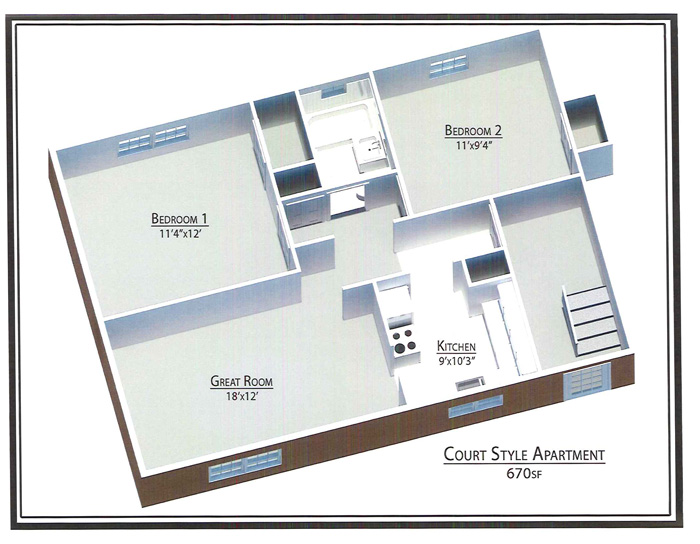 BEDROOM 2
11'x9'4"
BEDROOM 1
11'4"x12'
KITCHEN
9'x10'3"
GREAT ROOM
18'x12'
COURT STYLE APARTMENT
670SF